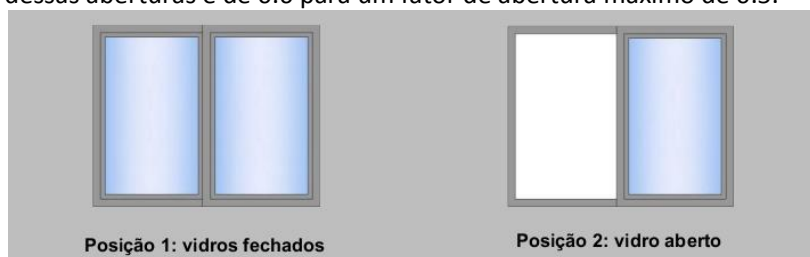 dessas aberturas é de 0.6 para um fator de abertura máximo de 0.5.
Posição 1: vidros fechados
Posição 2: vidro aberto